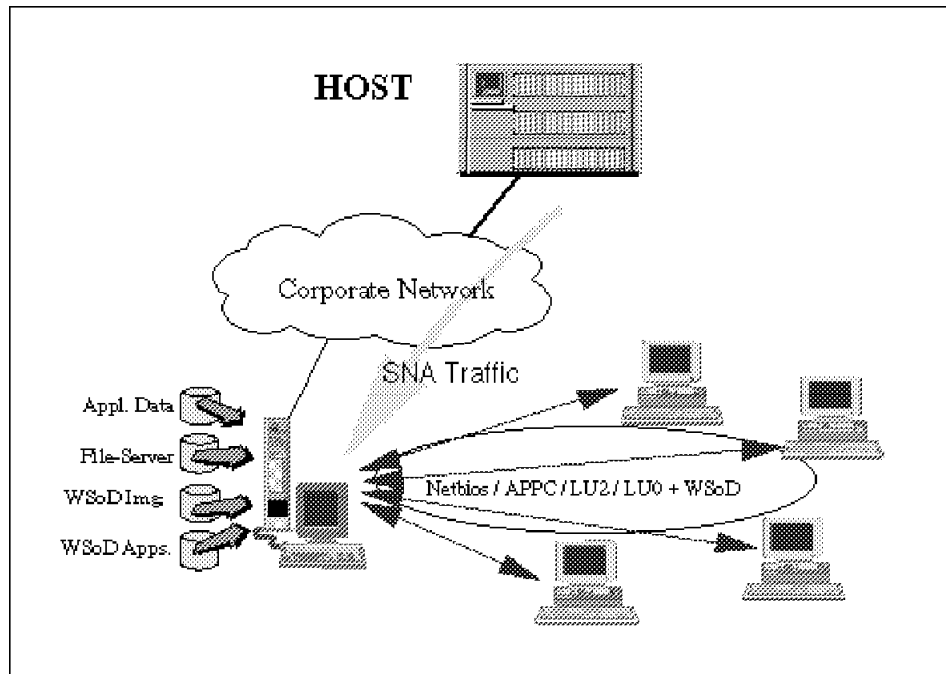 HOST
Corporate Network
SNA Traffic
Appl. Data
File-Server
WSoD Img.
WSoD Apps.
Netbios / APPC / LU2 / LU0 + WSoD